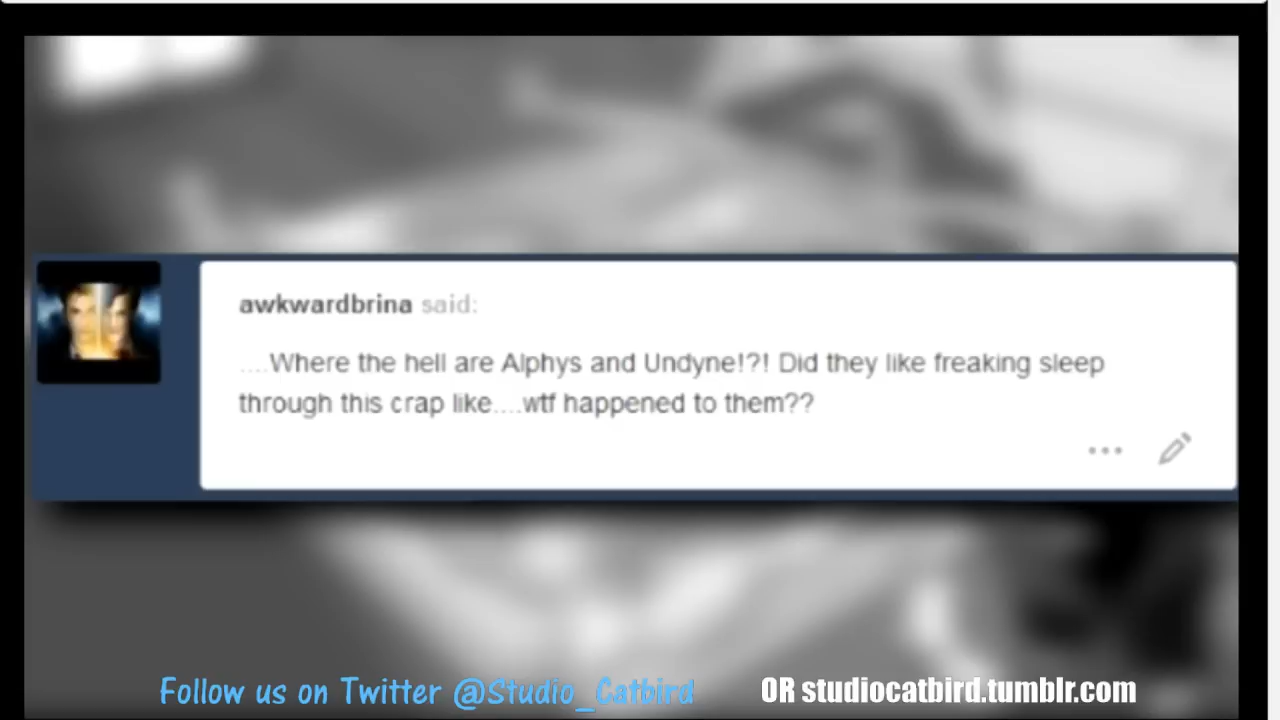 awkwardbrina said:
....Where the hell are Alphys and Undyne!?! Did they like freaking sleep
through this crap like....wtf happened to them??
Follow us on Twitter @Studio_Catbird OR studiocatbird.tumblr.com